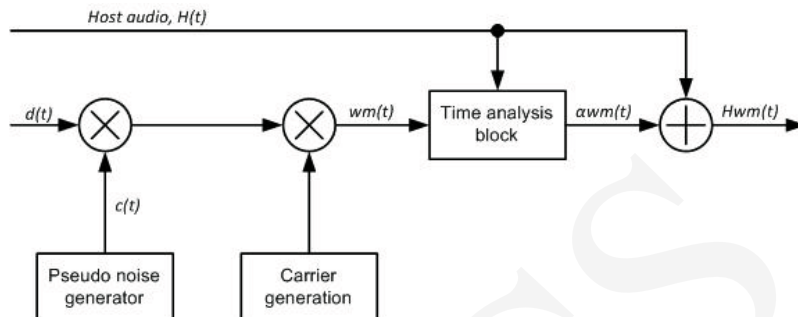 Host audio, H(t)
d(t)
wm(t)
Time analysis
block
αwm(t)
Hwm(t)
c(t)
Pseudo noise
generator
Carrier
generation